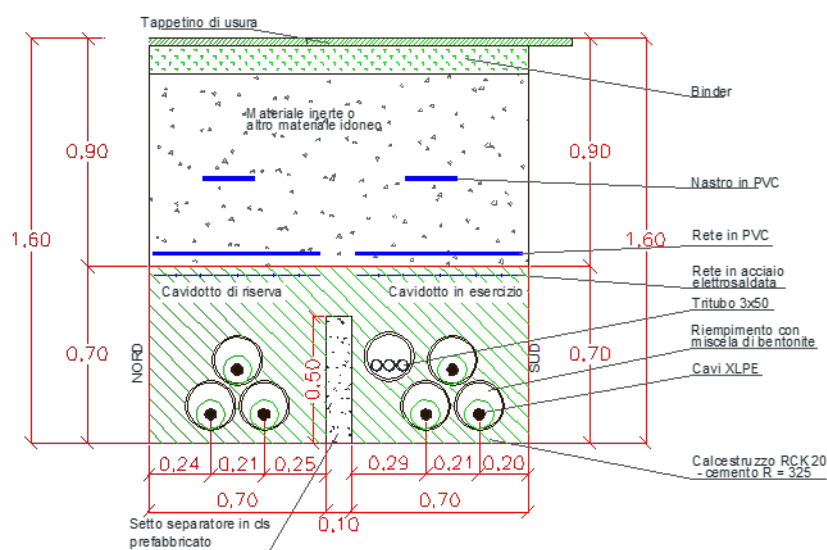 Tappetino di usura
Binder
Materiale inerte o
altro materiale idoneo
0,90
0,90
Nastro in PVC
1,60
1,60
Rete in PVC
Rete in acciaio
elettrosaldata
Cavidotto di riserva
Cavidotto in esercizio
Tritubo 3x50
Riempimento con
miscela di bentonite
NORD
SUD
0,70
0,50
0,70
Cavi XLPE
Calcestruzzo RCK20
- cemento R = 325
0,24
0,21
0,25
0,29
0,21
0,20
0,70
0,10
0,70
Setto separatore in cls
prefabbricato